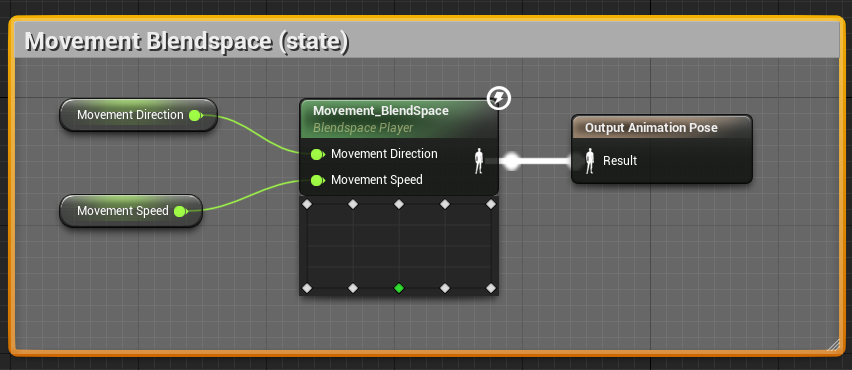 Movement Blendspace (state)
Movement Direction
Movement Speed
Movement_BlendSpace
Blendspace Player
Movement Direction
Movement Speed
Output Animation Pose
Result